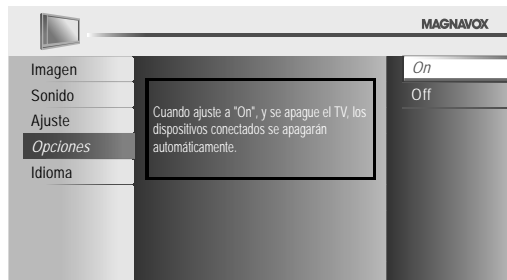 MAGNAVOX
Imagen
Sonido
Ajuste
Opciones
Idioma
Cuando ajuste a "On", y se apague el TV, los
dispositivos conectados se apagarán
automáticamente.
On
Off